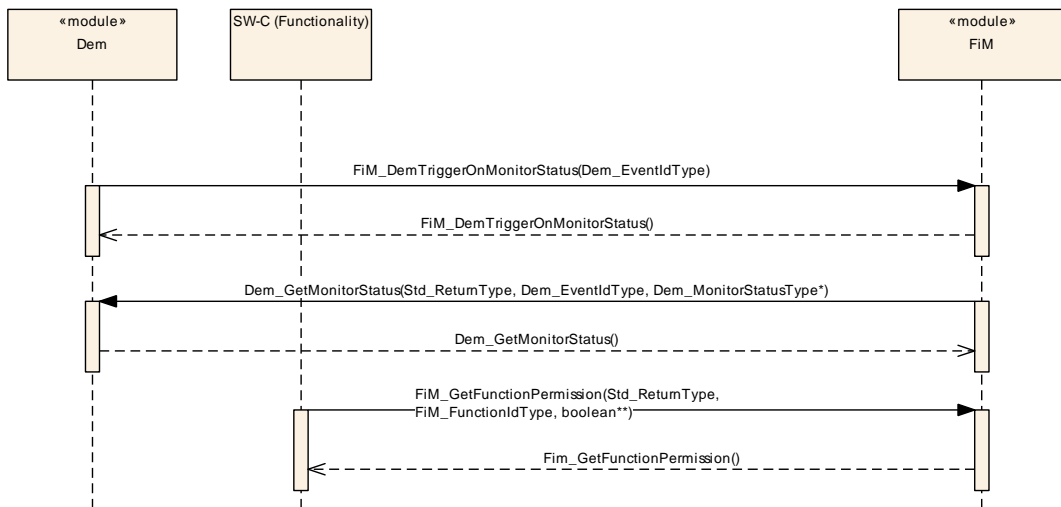 «module»
Dem
SW-C (Functionality)
«module»
FiM
FiM_DemTriggerOnMonitorStatus(Dem_EventIdType)
FiM_DemTriggerOnMonitorStatus()
Dem_GetMonitorStatus(Std_ReturnType, Dem_EventIdType, Dem_MonitorStatusType*)
Dem_GetMonitorStatus()
FiM_GetFunctionPermission(Std_ReturnType,
FiM_FunctionIdType, boolean**)
Fim_GetFunctionPermission()